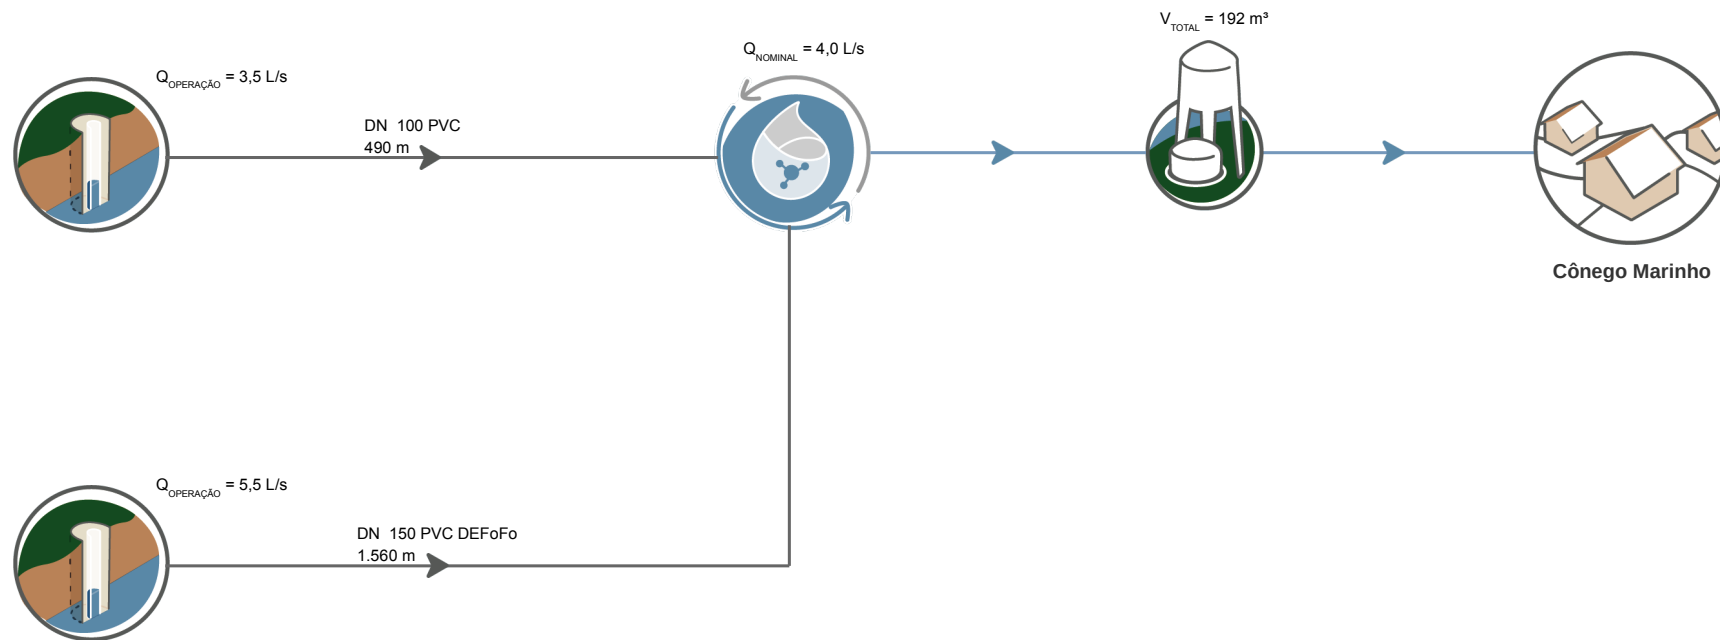 V_TOTAL = 192 m³
Q_NOMINAL = 4,0 L/s
Q_OPERAÇÃO = 3,5 L/s
DN 100 PVC
490 m
Cônego Marinho
Q_OPERAÇÃO = 5,5 L/s
DN 150 PVC DEFoFo
1.560 m